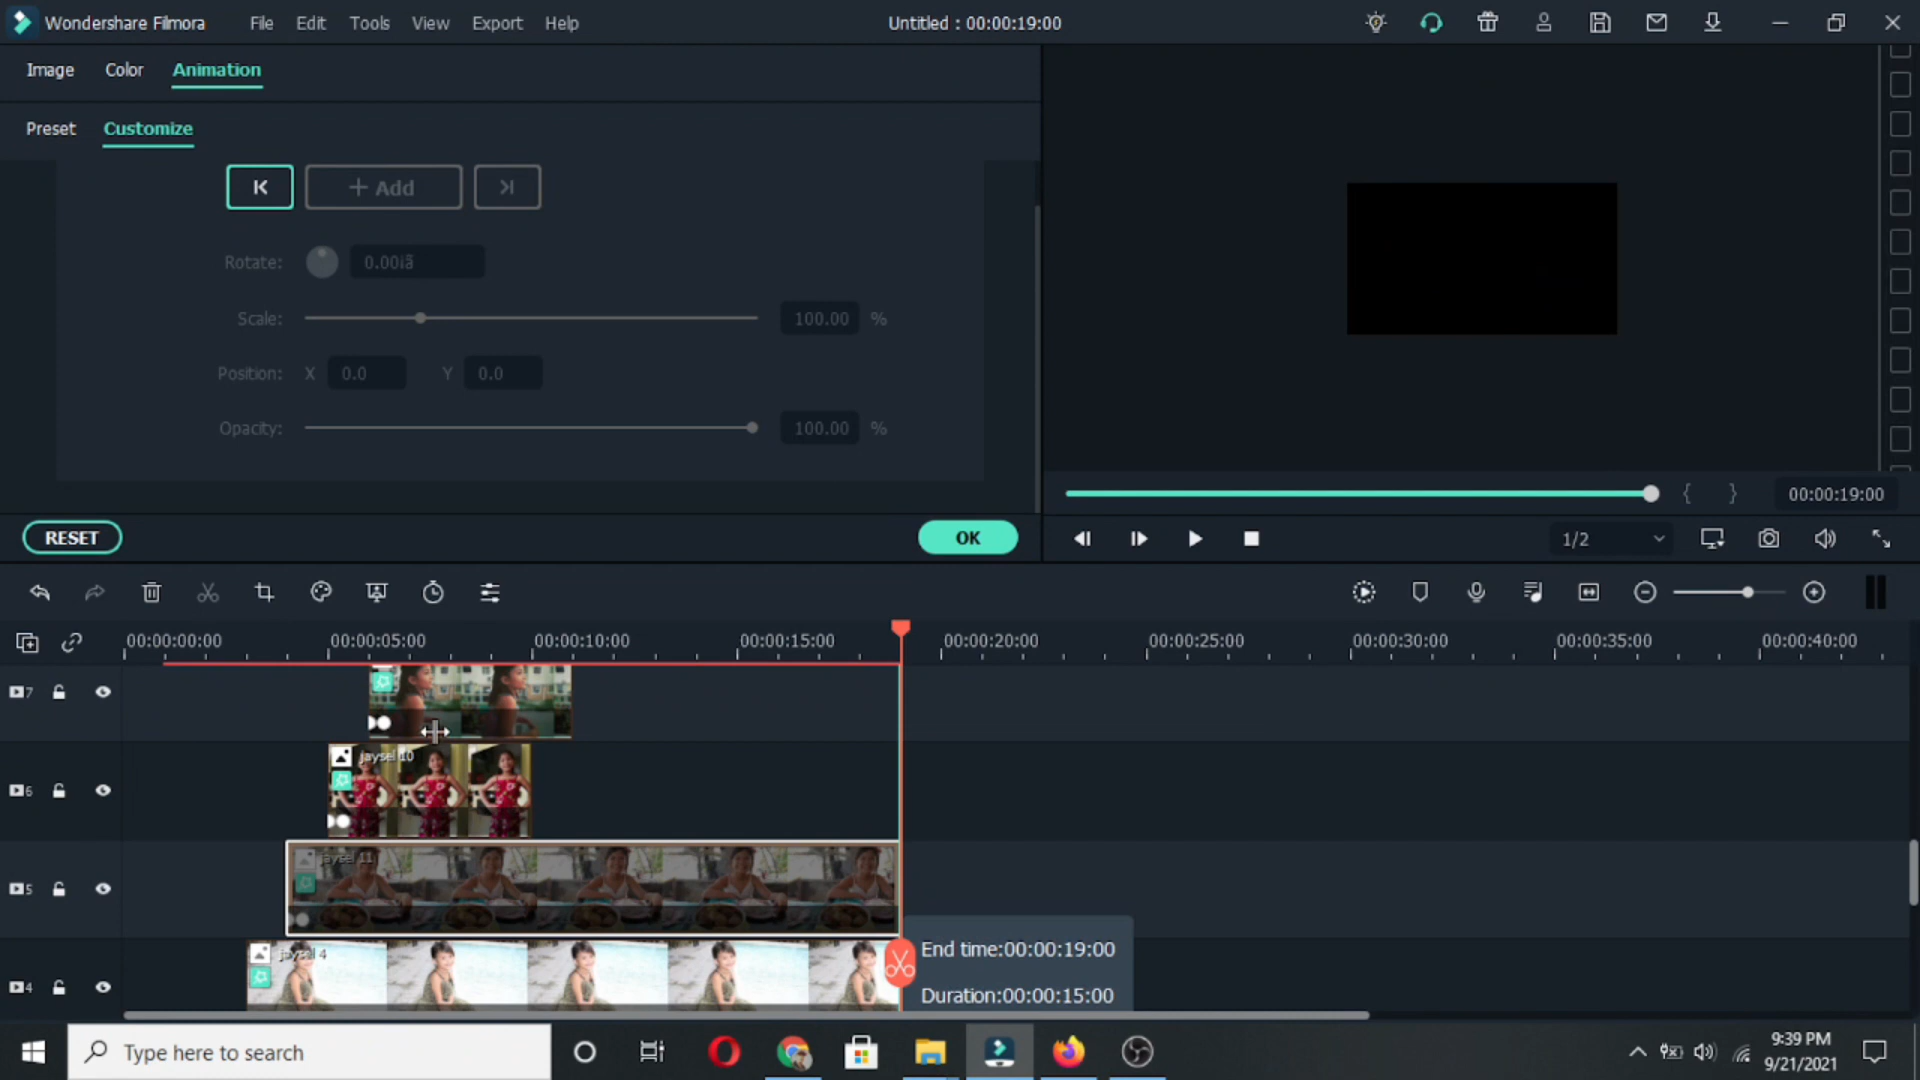 Wondershare Filmora File Edit Tools View Export Help Untitled : 00:00:19:00
Image Color Animation
Preset Customize
+ Add
Rotate: 0.00iã
Scale: 100.00 %
Position: X 0.0 Y 0.0
Opacity: 100.00 %
00:00:19:00
RESET OK 1/2
00:00:00:00 00:00:05:00 00:00:10:00 00:00:15:00 00:00:20:00 00:00:25:00 00:00:30:00 00:00:35:00 00:00:40:00
7
jaysel 10
6
jaysel 11
5
End time:00:00:19:00
jaysel 4
4
Duration:00:00:15:00
Type here to search
9:39 PM
9/21/2021